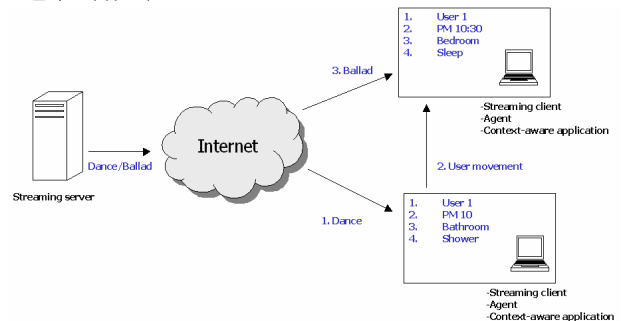 1. User 1
2. PM 10:30
3. Bedroom
4. Sleep
3. Ballad
-Streaming client
-Agent
-Context-aware application
Internet
Dance/Ballad
Streaming server
2. User movement
1. Dance
1. User 1
2. PM 10
3. Bathroom
4. Shower
-Streaming client
-Agent
-Context-aware application